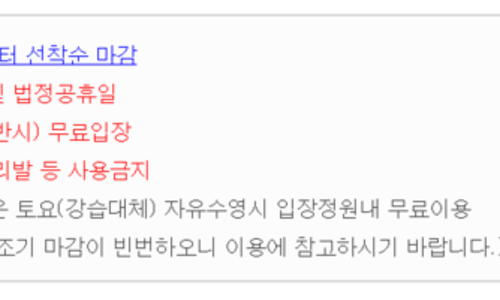 터 선착순 마감
및 법정공휴일
반시) 무료입장
리발 등 사용금지
은 토요(강습대체) 자유수영시 입장정원내 무료이용
조기 마감이 빈번하오니 이용에 참고하시기 바랍니다.)